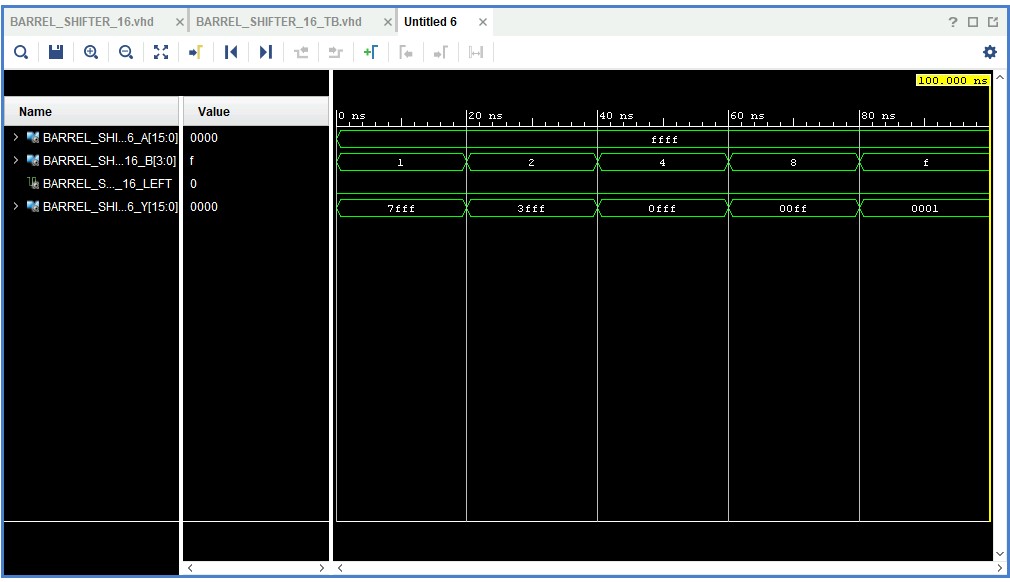 BARREL_SHIFTER_16.vhd × BARREL_SHIFTER_16_TB.vhd × Untitled 6 × ?
100.000 ns
Name Value
0 ns 20 ns 40 ns 60 ns 80 ns
BARREL_SHI...6_A[15:0] 0000 ffff
BARREL_SH...16_B[3:0] f 1 2 4 8 f
BARREL_S..._16_LEFT 0
BARREL_SHI...6_Y[15:0] 0000 7fff 3fff 0fff 00ff 0001